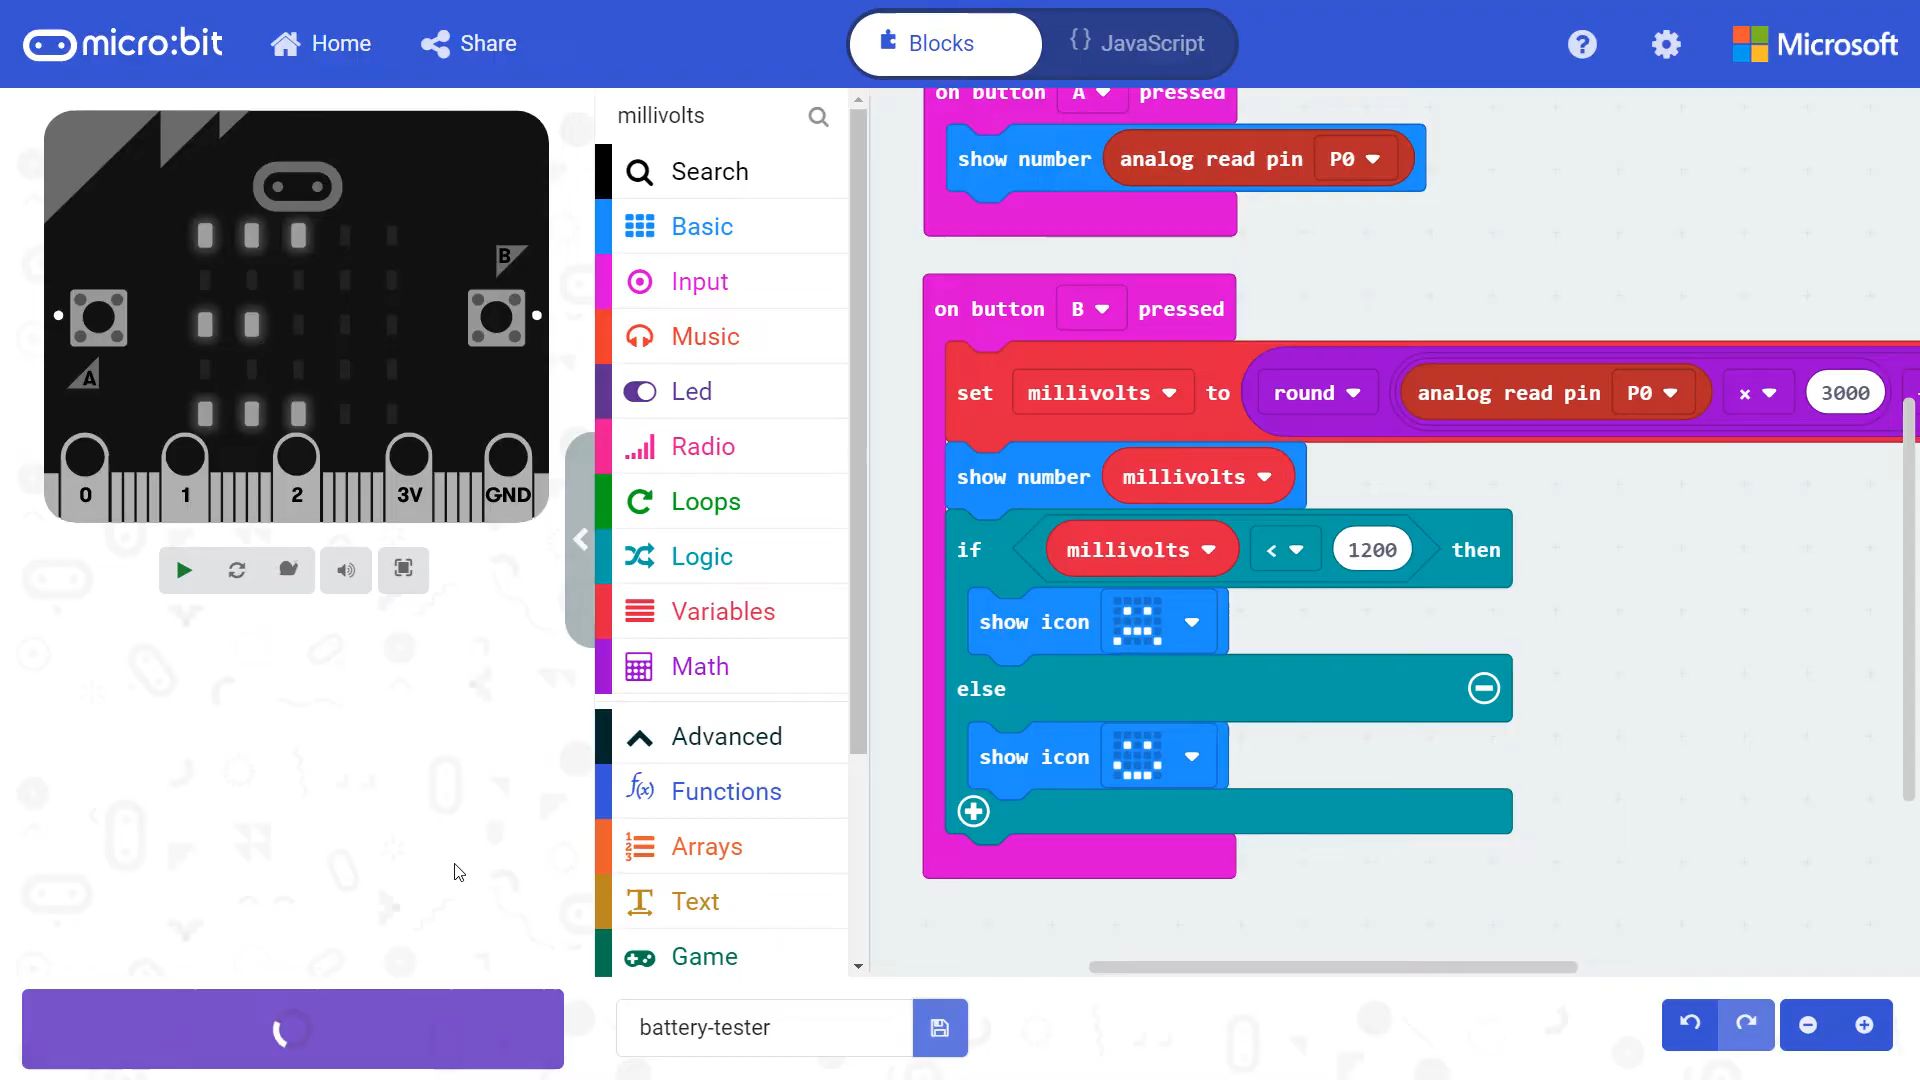 micro:bit
Home
Share
Blocks
{} JavaScript
?
Microsoft
B
A
0
1
2
3V
GND
millivolts
Search
Basic
Input
Music
Led
Radio
Loops
Logic
Variables
Math
Advanced
f(x) Functions
Arrays
Text
Game
on button A pressed
show number analog read pin P0
on button B pressed
set millivolts to round analog read pin P0 × 3000
show number millivolts
if millivolts < 1200 then
show icon
else
show icon
battery-tester